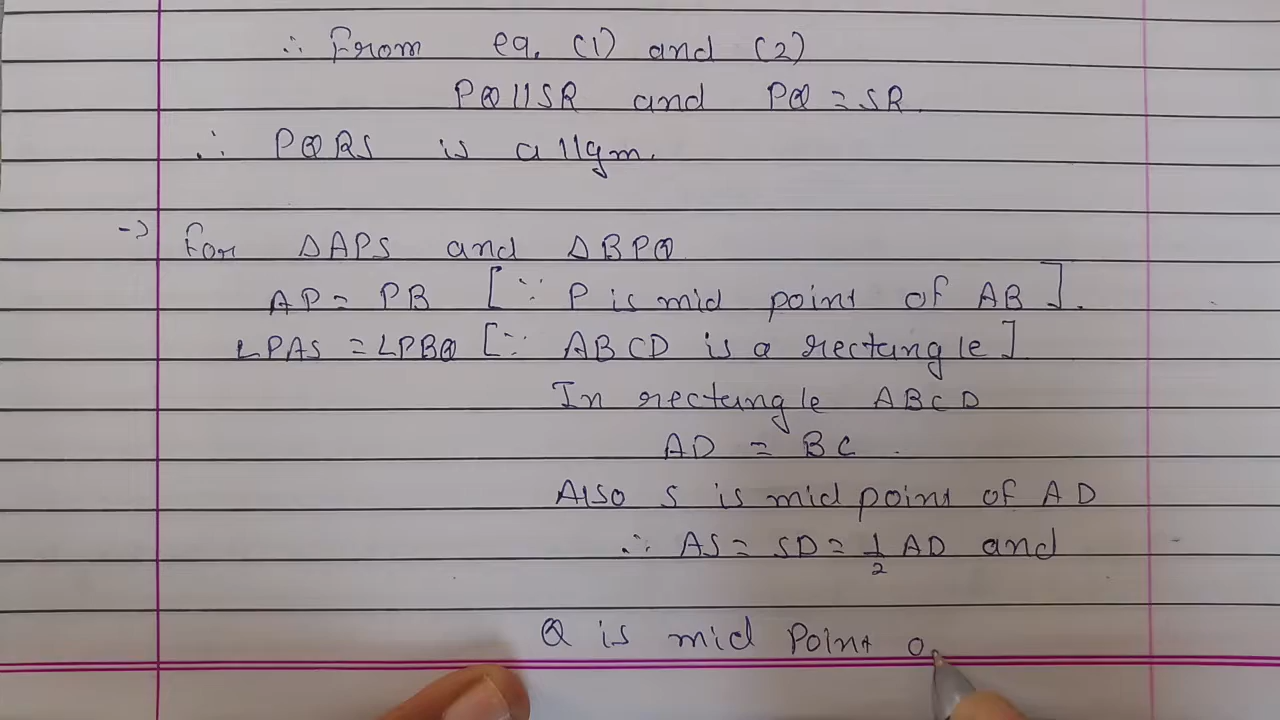 ∴ From eq. (1) and (2)
PQ || SR and PQ = SR.
∴ PQRS is a ||gm.
→ For △APS and △BPQ
AP = PB [∵ P is mid point of AB].
∠PAS = ∠PBQ [∵ ABCD is a rectangle]
In rectangle ABCD
AD = BC.
Also S is mid point of AD
∴ AS = SD = 1/2 AD and
Q is mid Point o